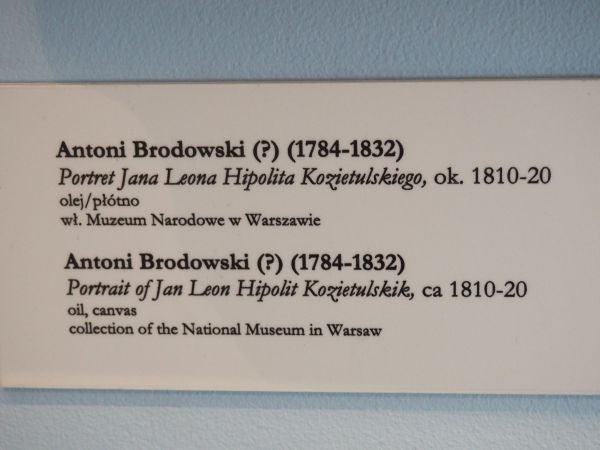 Antoni Brodowski (?) (1784-1832)
Portret Jana Leona Hipolita Kozietulskiego, ok. 1810-20
olej/płótno
wł. Muzeum Narodowe w Warszawie
Antoni Brodowski (?) (1784-1832)
Portrait of Jan Leon Hipolit Kozietulskik, ca 1810-20
oil, canvas
collection of the National Museum in Warsaw